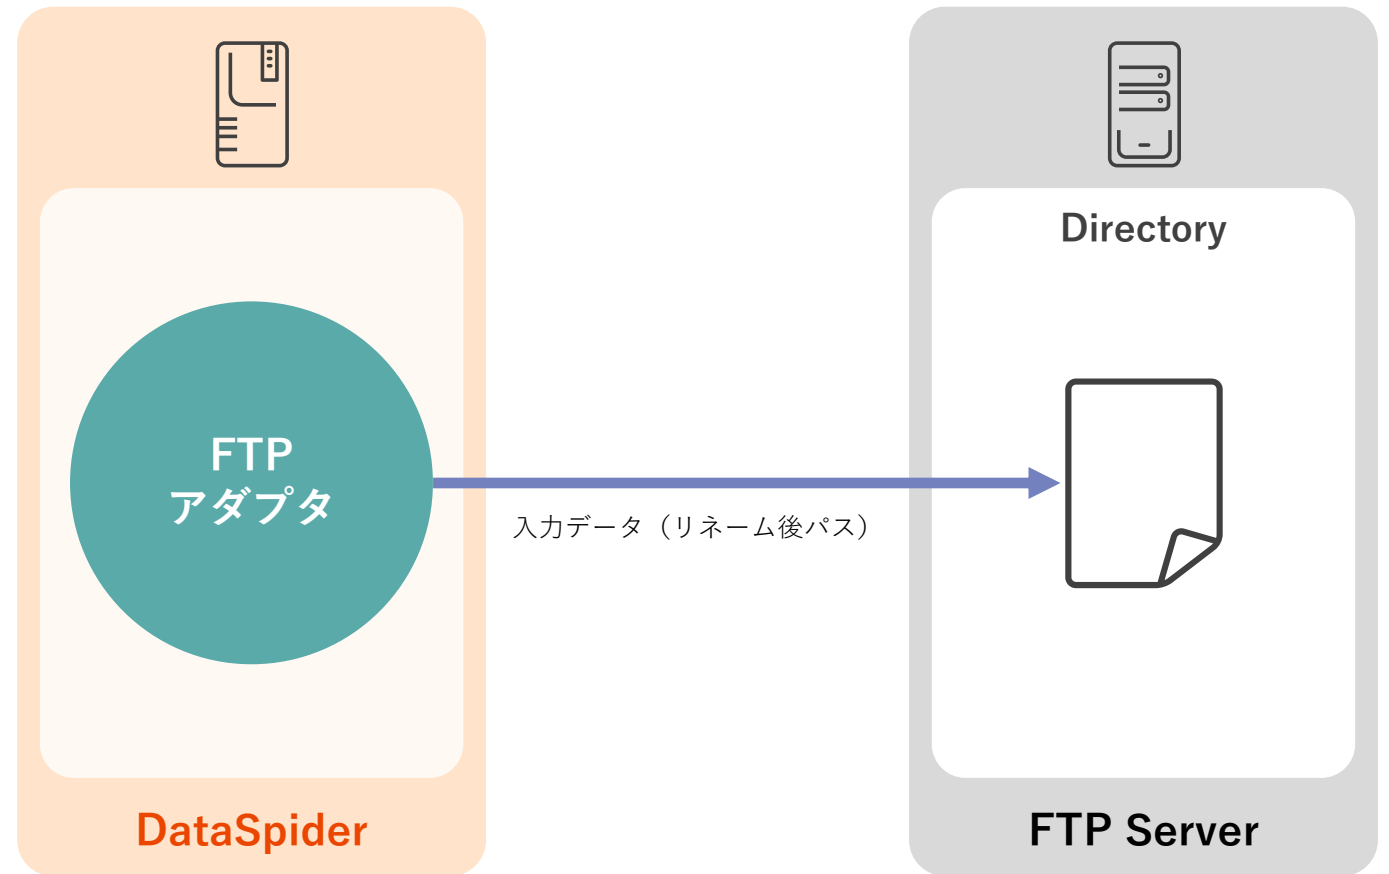 Directory
FTP
アダプタ
入力データ（リネーム後パス）
DataSpider
FTP Server